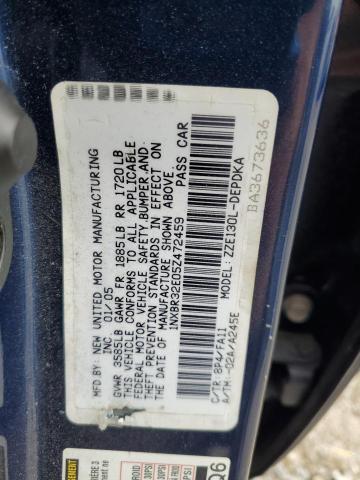 MFD. BY: NEW UNITED MOTOR MANUFACTURING
INC 01/05
GVWR 3585LB GAWR FR 1885LB RR 1720LB
THIS VEHICLE CONFORMS TO ALL APPLICABLE
FEDERAL MOTOR VEHICLE SAFETY, BUMPER, AND
THEFT PREVENTION STANDARDS IN EFFECT ON
THE DATE OF MANUFACTURE SHOWN ABOVE.
1NXBR32E05Z472459 PASS CAR
BA3673636
C/TR: 8P4/FA11 MODEL: ZZE130L-DEPDKA
A/TM: -02A/A245E
Q6